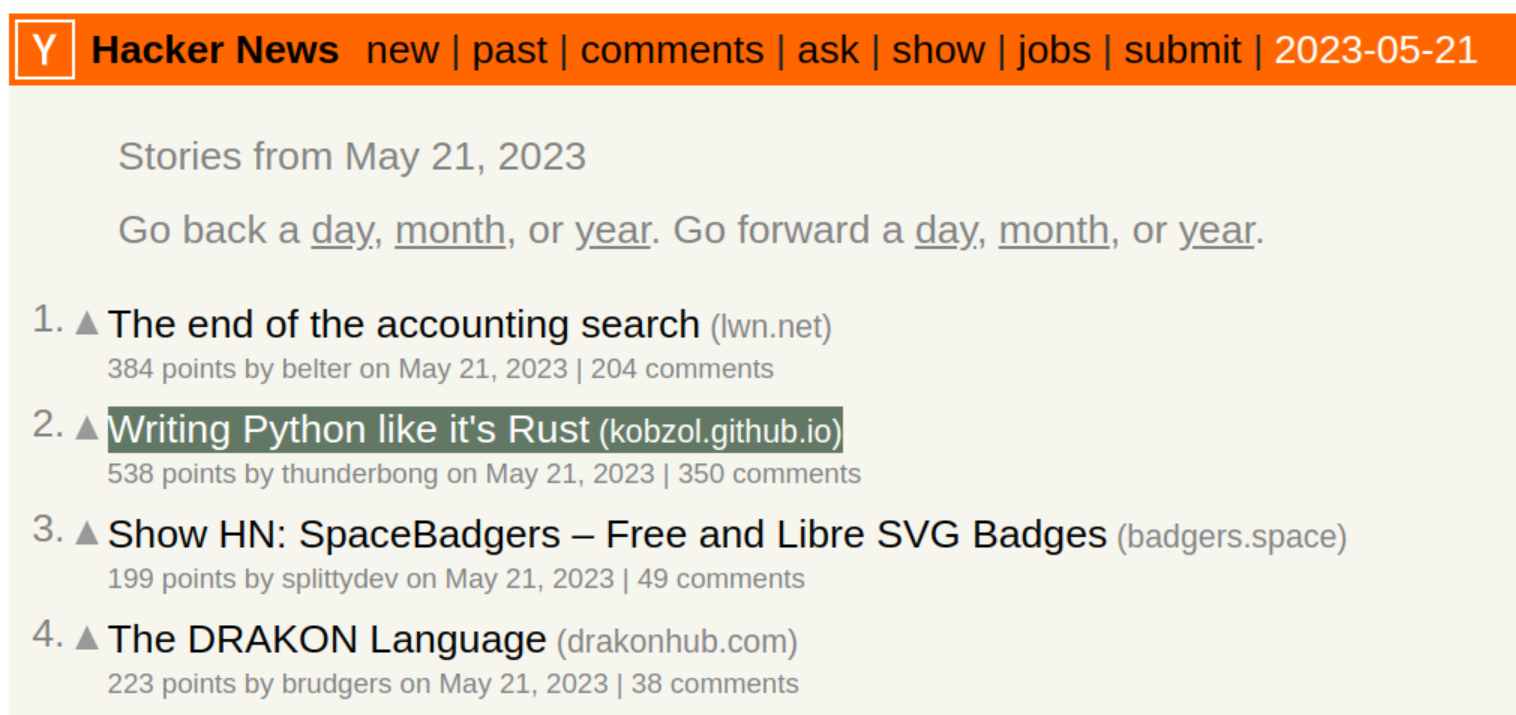 Y Hacker News new | past | comments | ask | show | jobs | submit | 2023-05-21
Stories from May 21, 2023
Go back a day, month, or year. Go forward a day, month, or year.
1. ▲ The end of the accounting search (lwn.net)
384 points by belter on May 21, 2023 | 204 comments
2. ▲ Writing Python like it's Rust (kobzol.github.io)
538 points by thunderbong on May 21, 2023 | 350 comments
3. ▲ Show HN: SpaceBadgers – Free and Libre SVG Badges (badgers.space)
199 points by splittydev on May 21, 2023 | 49 comments
4. ▲ The DRAKON Language (drakonhub.com)
223 points by brudgers on May 21, 2023 | 38 comments